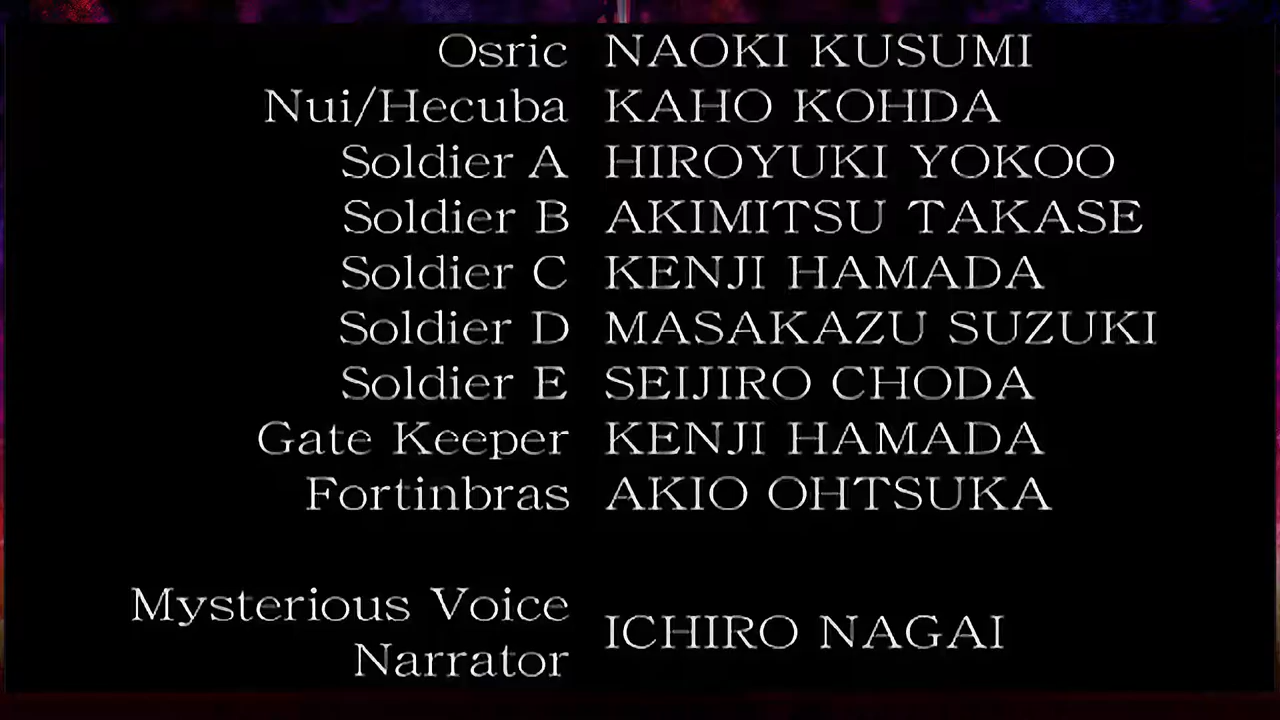 Osric NAOKI KUSUMI
Nui/Hecuba KAHO KOHDA
Soldier A HIROYUKI YOKOO
Soldier B AKIMITSU TAKASE
Soldier C KENJI HAMADA
Soldier D MASAKAZU SUZUKI
Soldier E SEIJIRO CHODA
Gate Keeper KENJI HAMADA
Fortinbras AKIO OHTSUKA
Mysterious Voice
Narrator
ICHIRO NAGAI